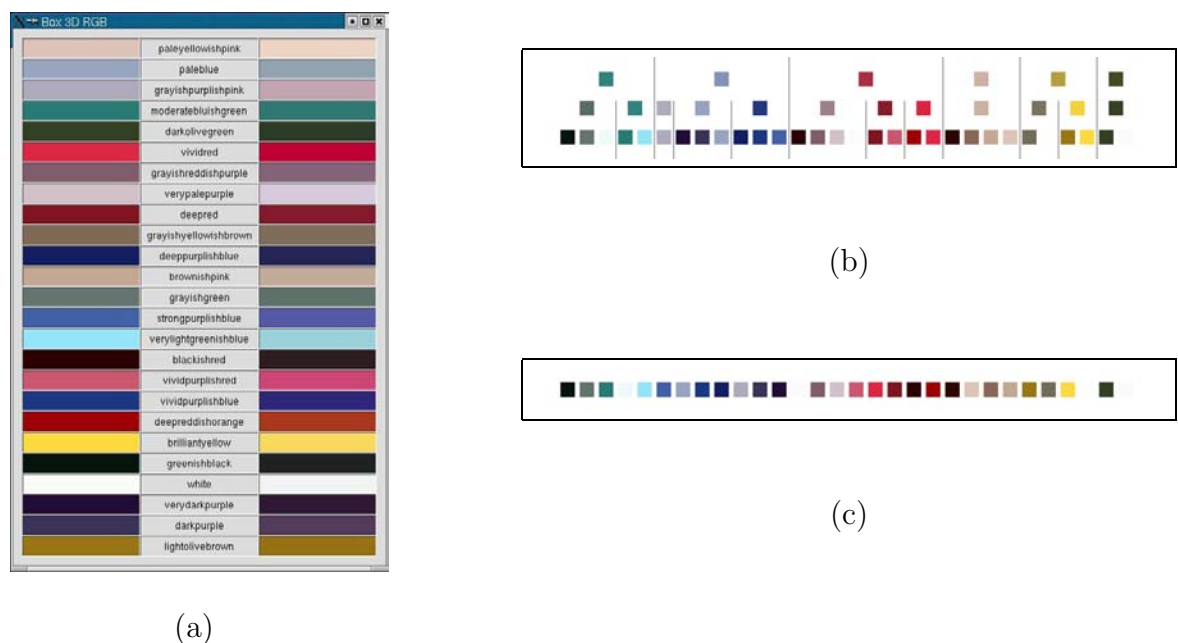 Box 3D RGB
paleyellowishpink
paleblue
grayishpurplishpink
moderatebluishgreen
darkolivegreen
vividred
grayishreddishpurple
verypalepurple
deepred
grayishyellowishbrown
deeppurplishblue
brownishpink
grayishgreen
strongpurplishblue
verylightgreenishblue
blackishred
vividpurplishred
vividpurplishblue
deepreddishorange
brilliantyellow
greenishblack
white
verydarkpurple
darkpurple
lightolivebrown
(a)
(b)
(c)